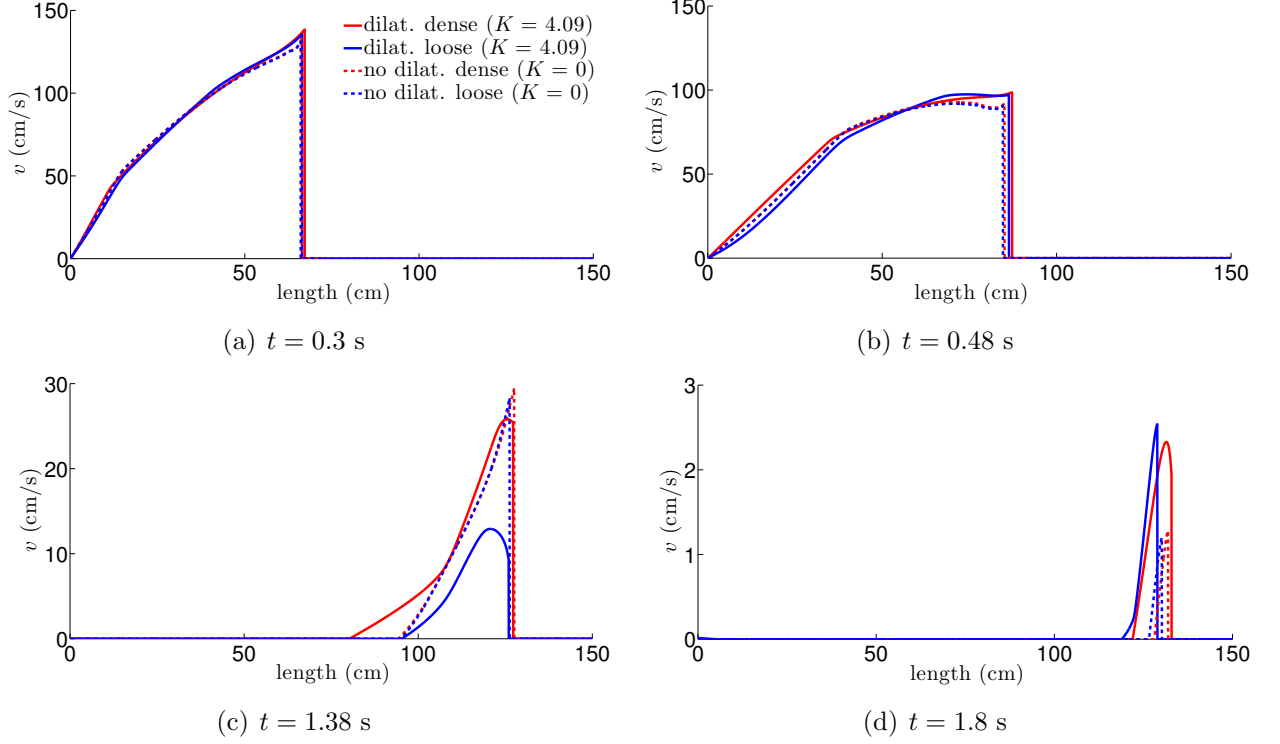 150
100
50
0
v (cm/s)
0 50 100 150
length (cm)
dilat. dense (K = 4.09)
dilat. loose (K = 4.09)
no dilat. dense (K = 0)
no dilat. loose (K = 0)
(a) t = 0.3 s
150
100
50
0
v (cm/s)
0 50 100 150
length (cm)
(b) t = 0.48 s
30
20
10
0
v (cm/s)
0 50 100 150
length (cm)
(c) t = 1.38 s
3
2
1
0
v (cm/s)
0 50 100 150
length (cm)
(d) t = 1.8 s